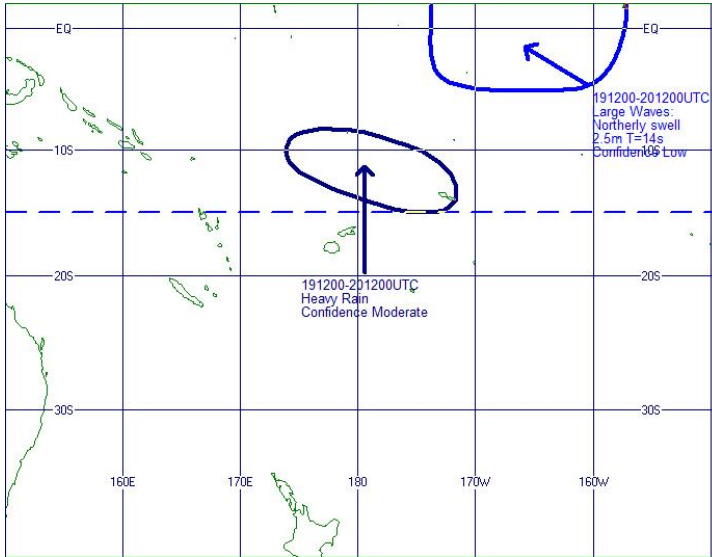 EQ
EQ
191200-201200UTC
Large Waves:
Northerly swell
2.5m T=14s
Confidence Low
10S
10S
20S
20S
191200-201200UTC
Heavy Rain
Confidence Moderate
30S
30S
160E
170E
180
170W
160W